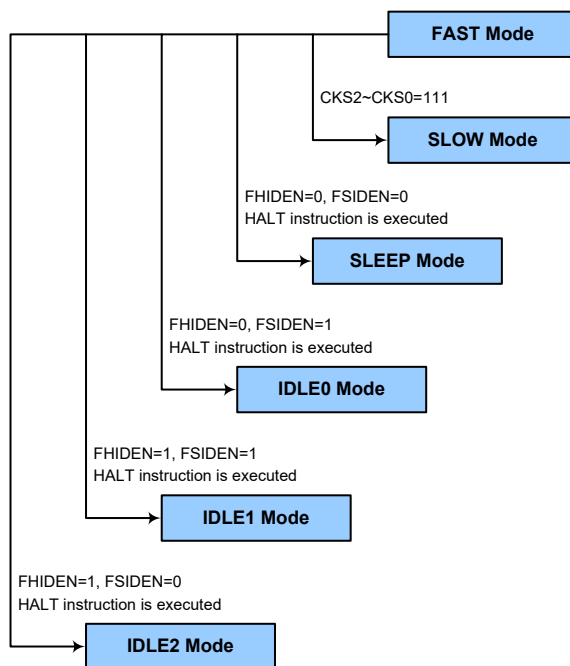 FAST Mode
CKS2~CKS0=111
SLOW Mode
FHIDEN=0, FSIDEN=0
HALT instruction is executed
SLEEP Mode
FHIDEN=0, FSIDEN=1
HALT instruction is executed
IDLE0 Mode
FHIDEN=1, FSIDEN=1
HALT instruction is executed
IDLE1 Mode
FHIDEN=1, FSIDEN=0
HALT instruction is executed
IDLE2 Mode